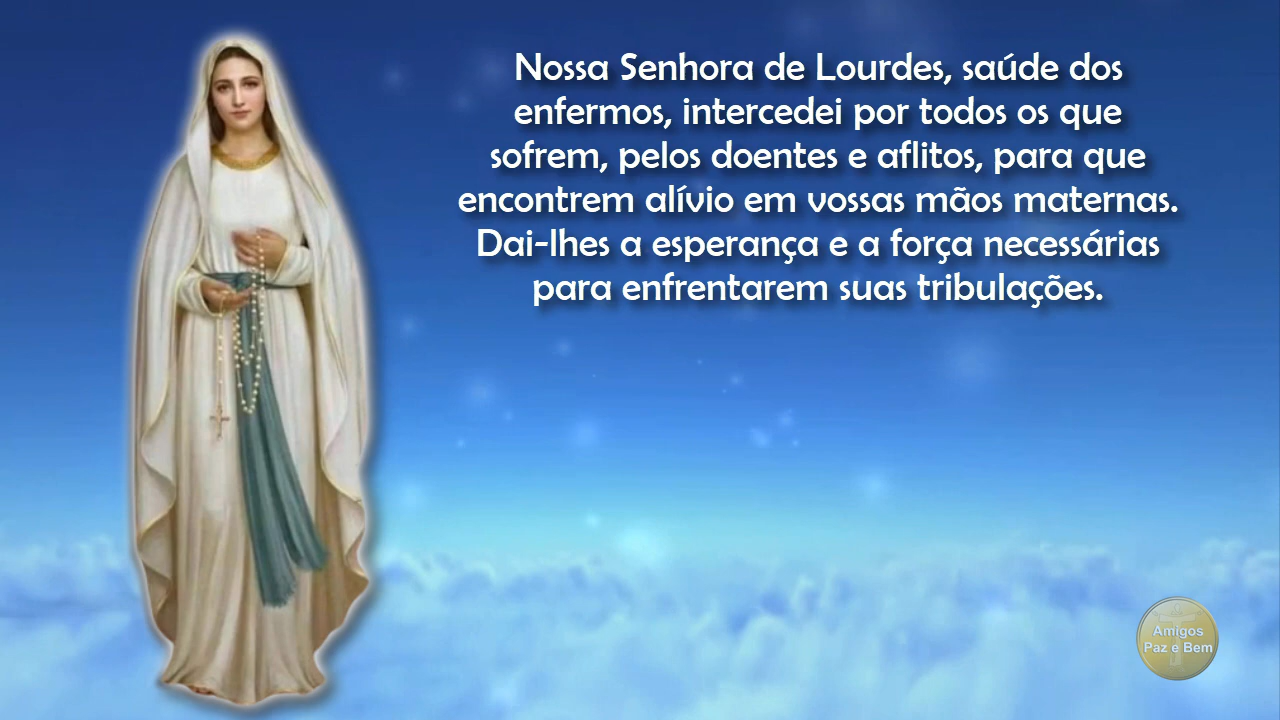 Nossa Senhora de Lourdes, saúde dos
enfermos, intercedei por todos os que
sofrem, pelos doentes e aflitos, para que
encontrem alívio em vossas mãos maternas.
Dai-lhes a esperança e a força necessárias
para enfrentarem suas tribulações.
Amigos
Paz e Bem